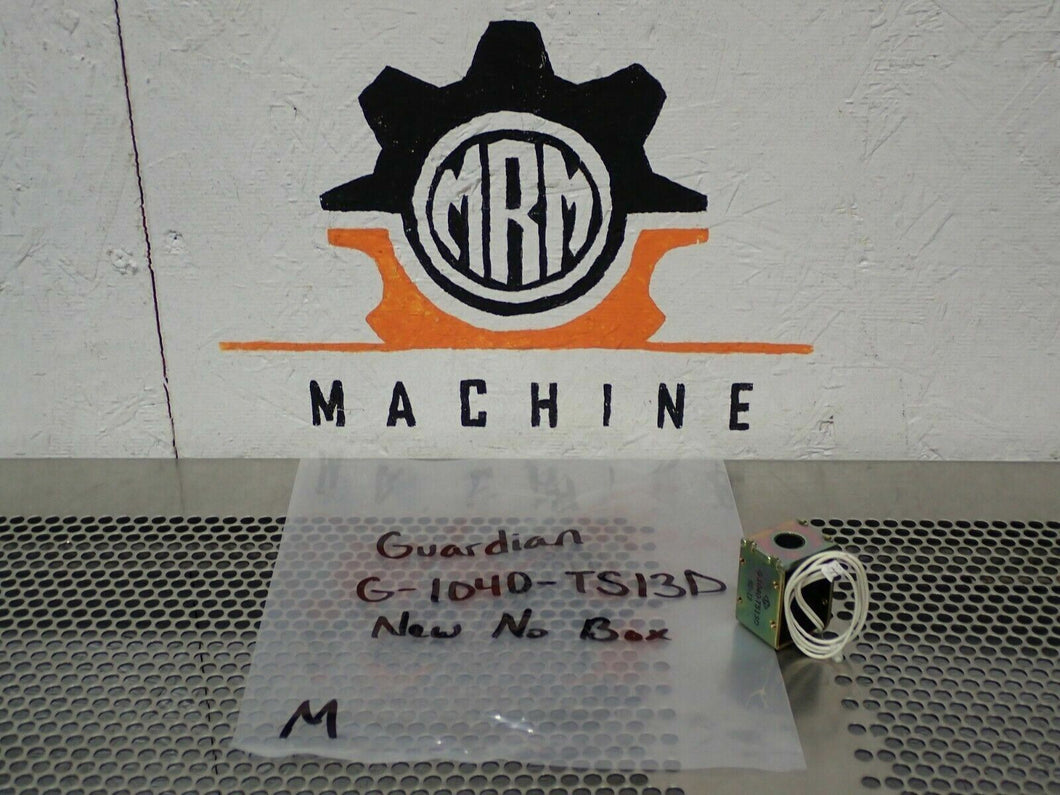 MRM
MACHINE
Guardian
G-1040-TS13D
New No Box
M